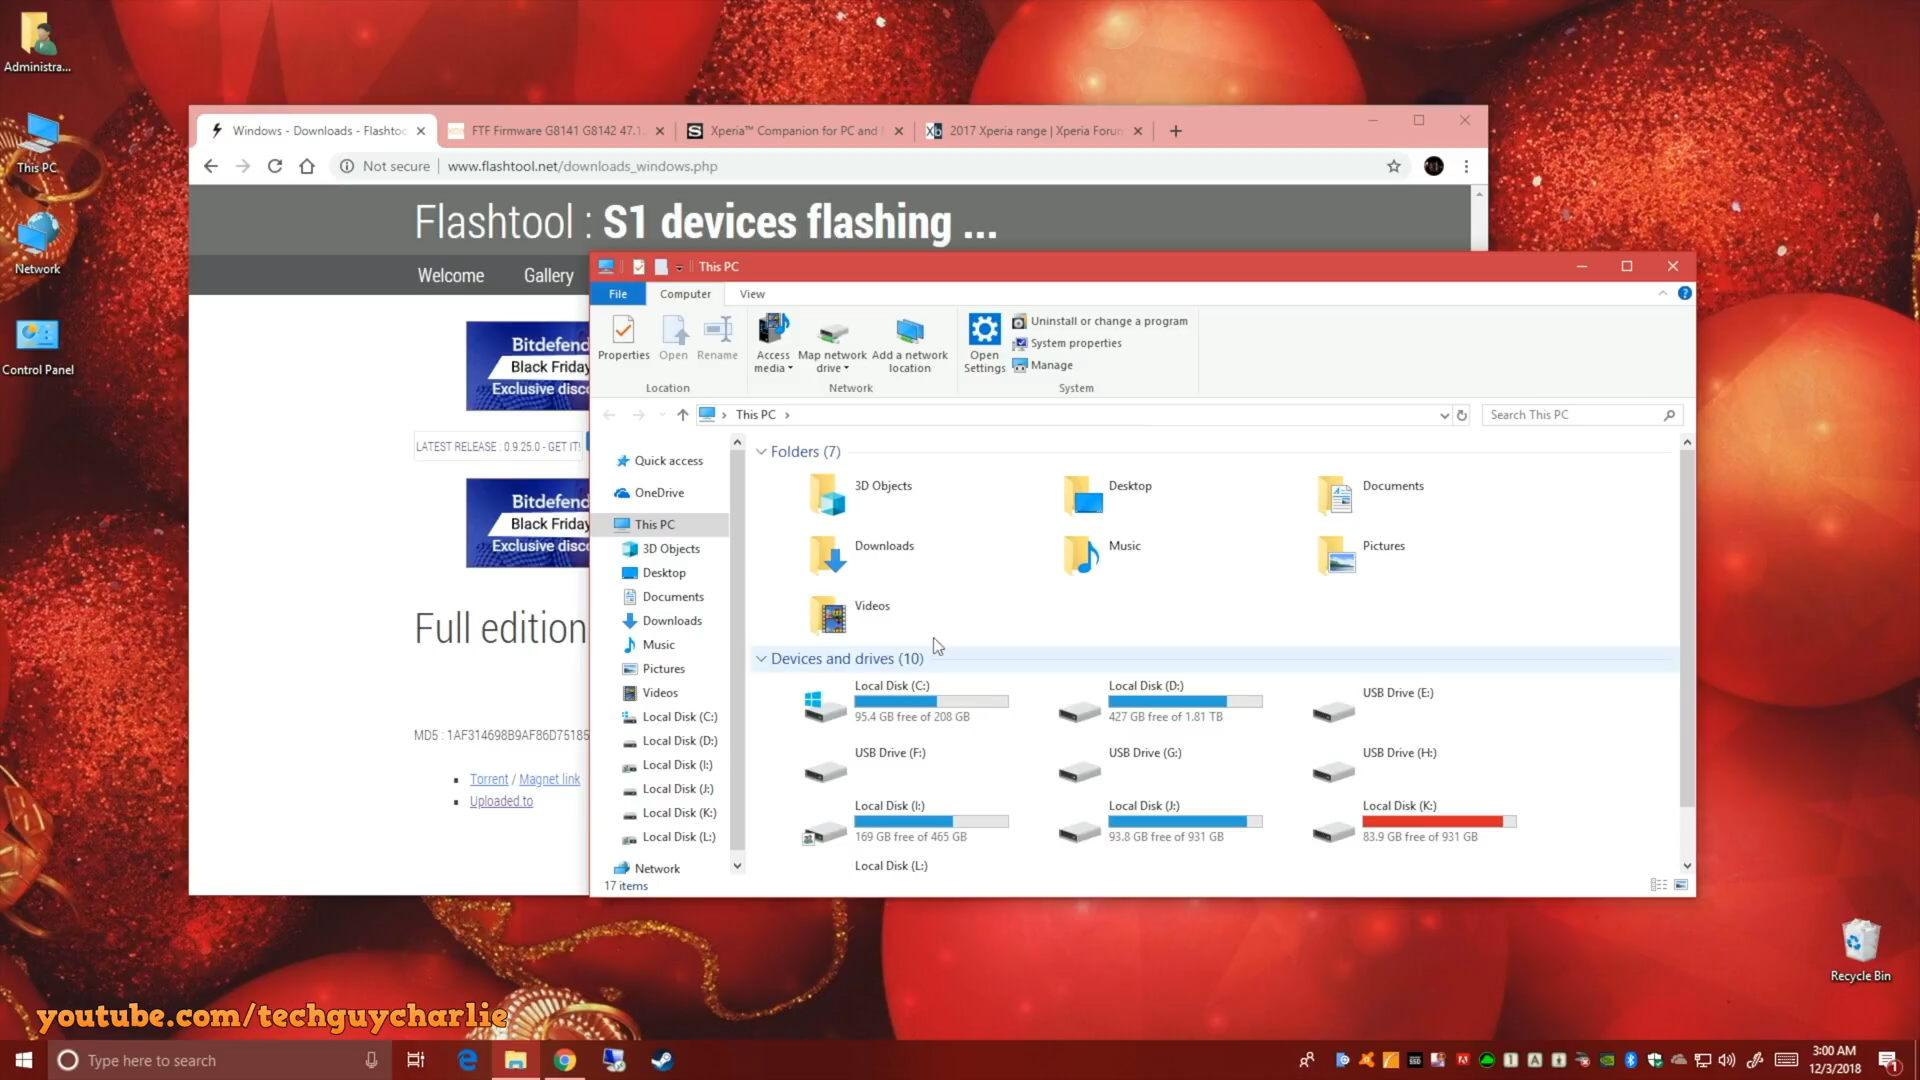 Administra...
This PC
Network
Control Panel
Recycle Bin
Windows - Downloads - Flashtoo
FTF Firmware G8141 G8142 47.1.
Xperia™ Companion for PC and
2017 Xperia range | Xperia Forum
Not secure
www.flashtool.net/downloads_windows.php
Flashtool : S1 devices flashing ...
Welcome
Gallery
Bitdefend
Black Friday
Exclusive disc
LATEST RELEASE : 0.9.25.0 - GET IT!
Bitdefend
Black Friday
Exclusive disc
Full edition
MD5 : 1AF314698B9AF86D75185
Torrent / Magnet link
Uploaded.to
This PC
File
Computer
View
Properties
Open
Rename
Location
Access media
Map network drive
Add a network location
Network
Open Settings
Uninstall or change a program
System properties
Manage
System
This PC
Search This PC
Quick access
OneDrive
This PC
3D Objects
Desktop
Documents
Downloads
Music
Pictures
Videos
Local Disk (C:)
Local Disk (D:)
Local Disk (I:)
Local Disk (J:)
Local Disk (K:)
Local Disk (L:)
Network
Folders (7)
3D Objects
Desktop
Documents
Downloads
Music
Pictures
Videos
Devices and drives (10)
Local Disk (C:)
95.4 GB free of 208 GB
Local Disk (D:)
427 GB free of 1.81 TB
USB Drive (E:)
USB Drive (F:)
USB Drive (G:)
USB Drive (H:)
Local Disk (I:)
169 GB free of 465 GB
Local Disk (J:)
93.8 GB free of 931 GB
Local Disk (K:)
83.9 GB free of 931 GB
Local Disk (L:)
17 items
youtube.com/techguycharlie
Type here to search
3:00 AM
12/3/2018